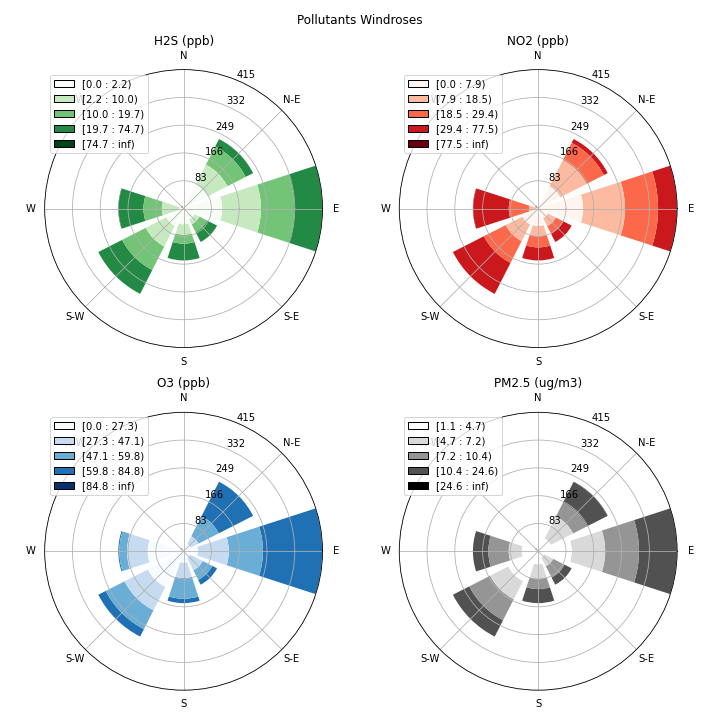 Pollutants Windroses
H2S (ppb)
N
N-E
E
S-E
S
S-W
W
83
166
249
332
415
[0.0 : 2.2)
[2.2 : 10.0)
[10.0 : 19.7)
[19.7 : 74.7)
[74.7 : inf)
NO2 (ppb)
N
N-E
E
S-E
S
S-W
W
83
166
249
332
415
[0.0 : 7.9)
[7.9 : 18.5)
[18.5 : 29.4)
[29.4 : 77.5)
[77.5 : inf)
O3 (ppb)
N
N-E
E
S-E
S
S-W
W
83
166
249
332
415
[0.0 : 27.3)
[27.3 : 47.1)
[47.1 : 59.8)
[59.8 : 84.8)
[84.8 : inf)
PM2.5 (ug/m3)
N
N-E
E
S-E
S
S-W
W
83
166
249
332
415
[1.1 : 4.7)
[4.7 : 7.2)
[7.2 : 10.4)
[10.4 : 24.6)
[24.6 : inf)